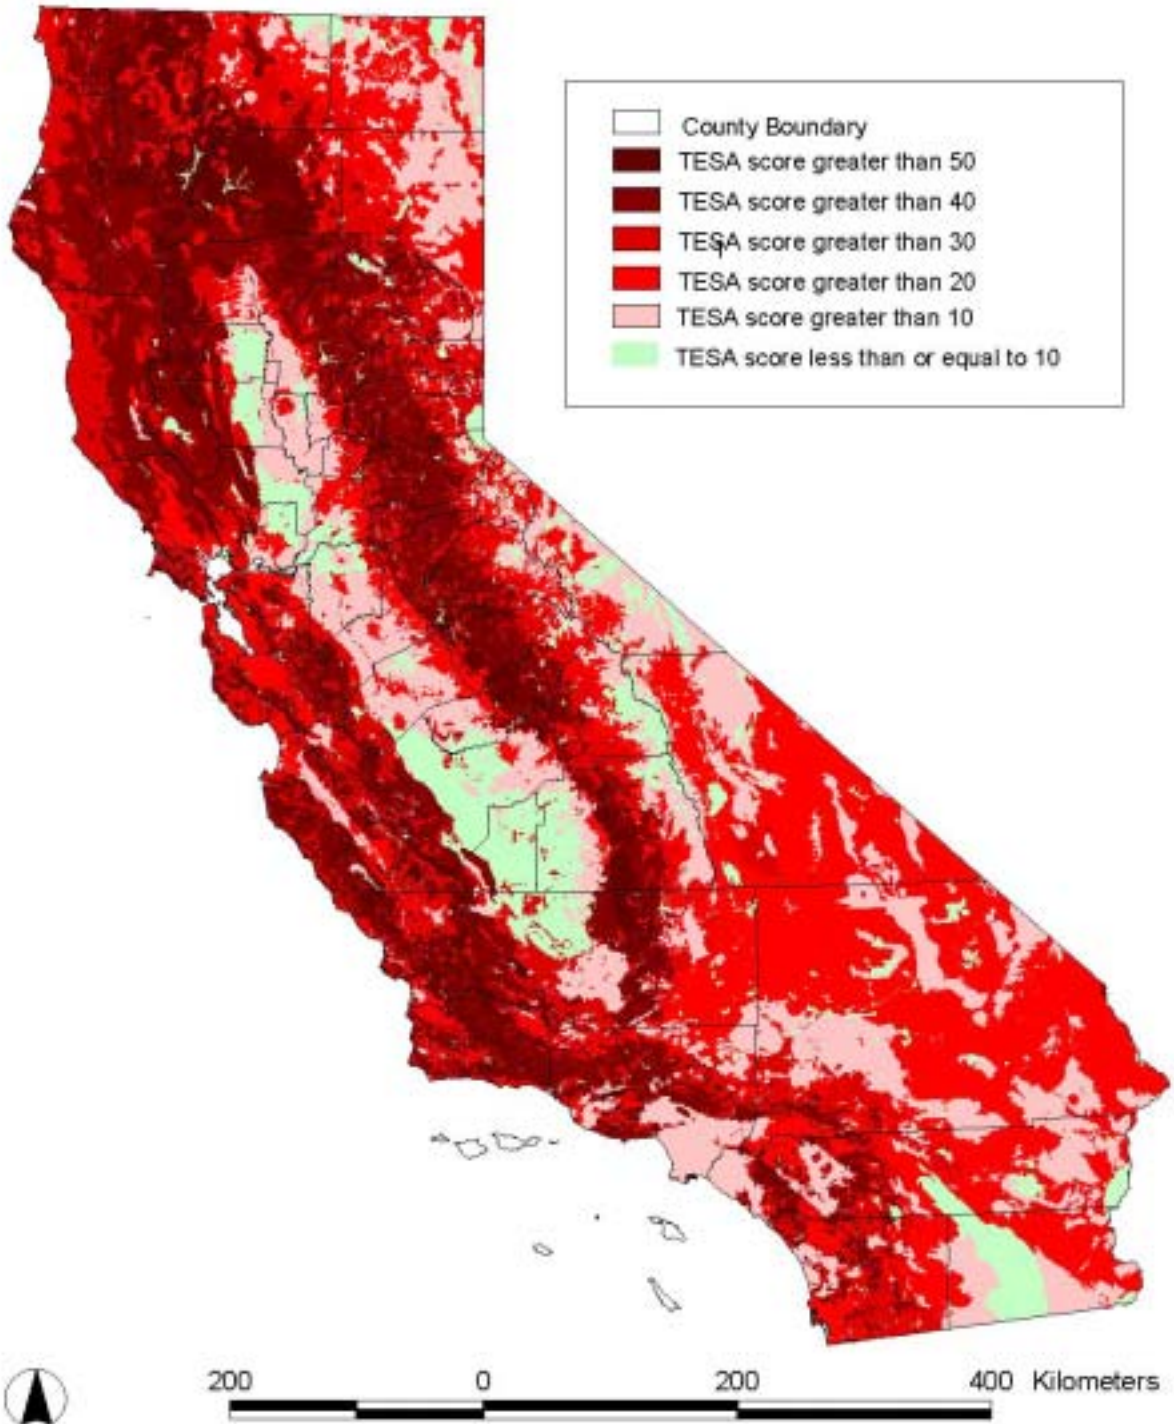 County Boundary
TESA score greater than 50
TESA score greater than 40
TESA score greater than 30
TESA score greater than 20
TESA score greater than 10
TESA score less than or equal to 10
200 0 200 400 Kilometers